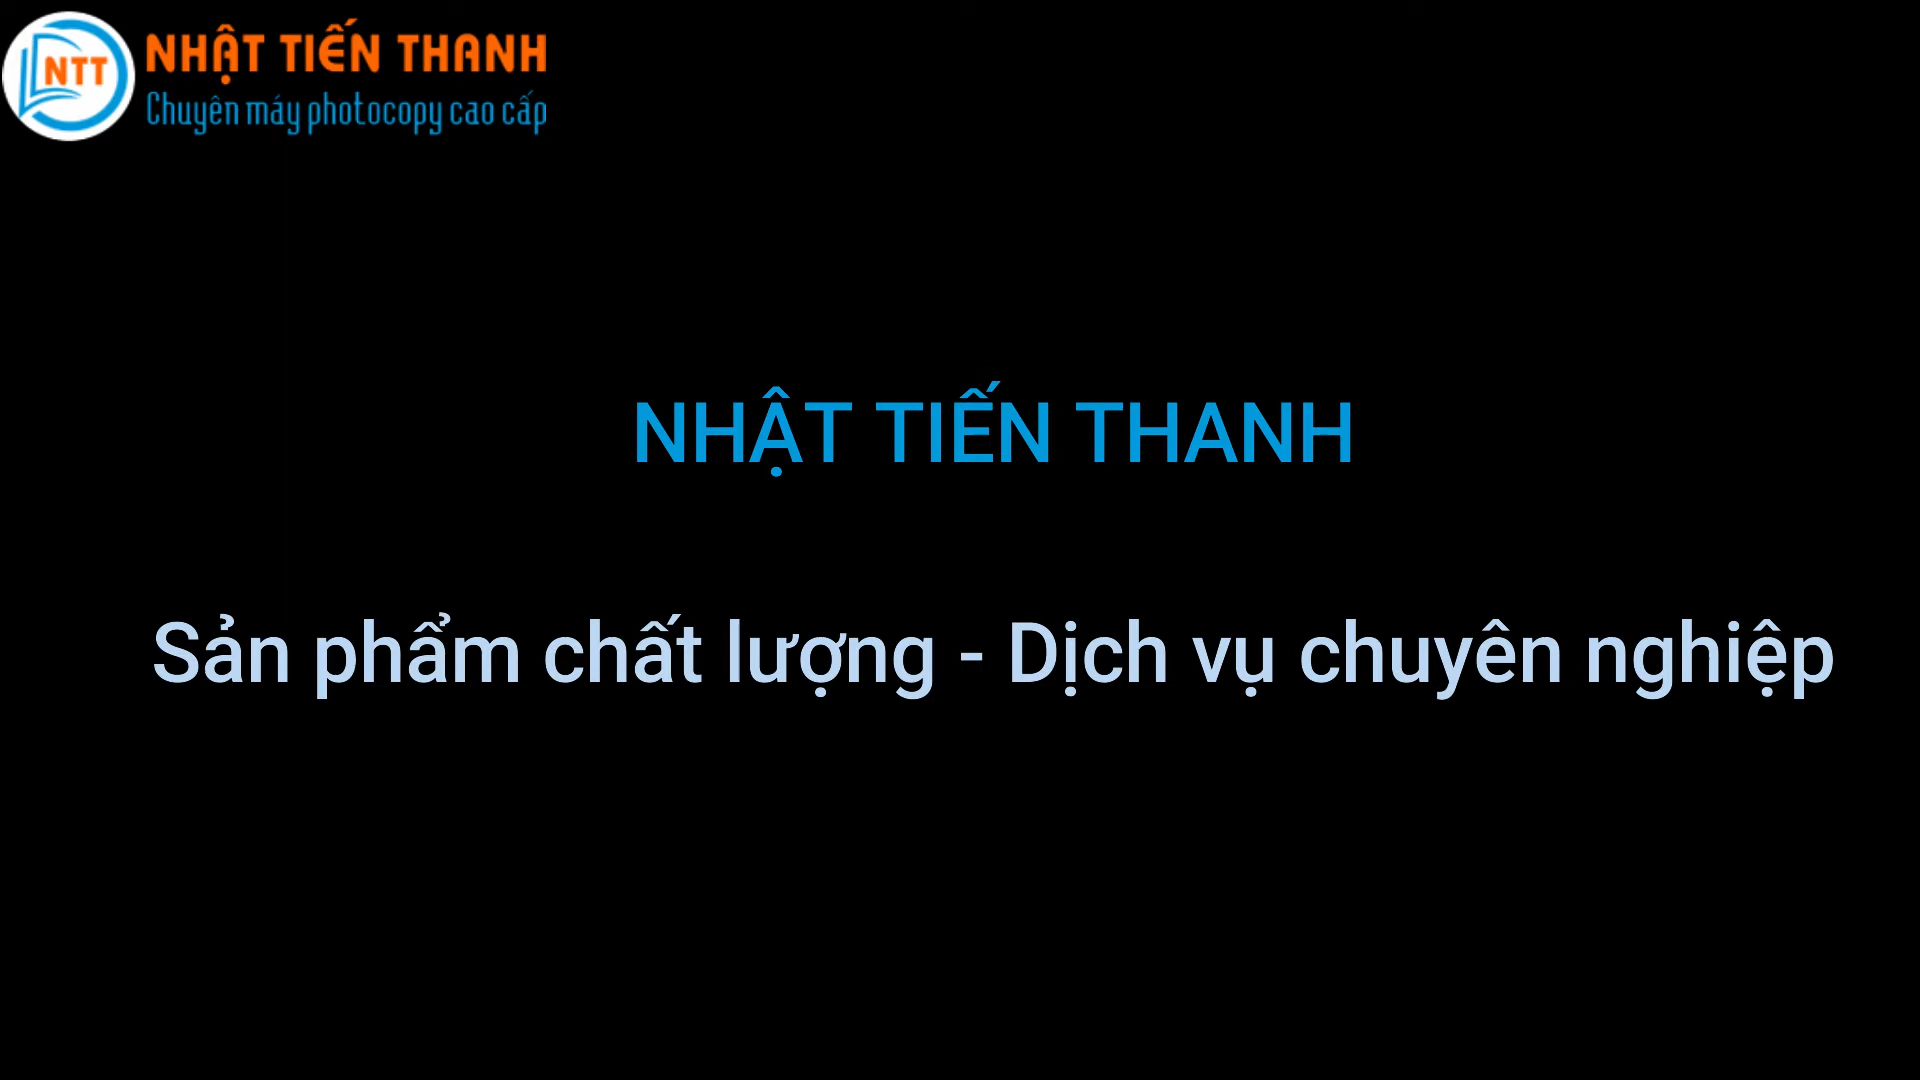 NTT
NHẬT TIẾN THANH
Chuyên máy photocopy cao cấp
NHẬT TIẾN THANH
Sản phẩm chất lượng - Dịch vụ chuyên nghiệp